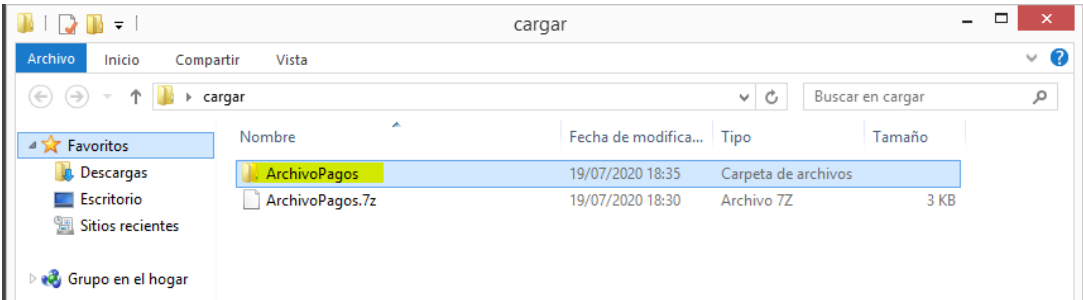 cargar
Archivo Inicio Compartir Vista
cargar Buscar en cargar
Nombre Fecha de modifica... Tipo Tamaño
Favoritos
ArchivoPagos 19/07/2020 18:35 Carpeta de archivos
Descargas
ArchivoPagos.7z 19/07/2020 18:30 Archivo 7Z 3 KB
Escritorio
Sitios recientes
Grupo en el hogar